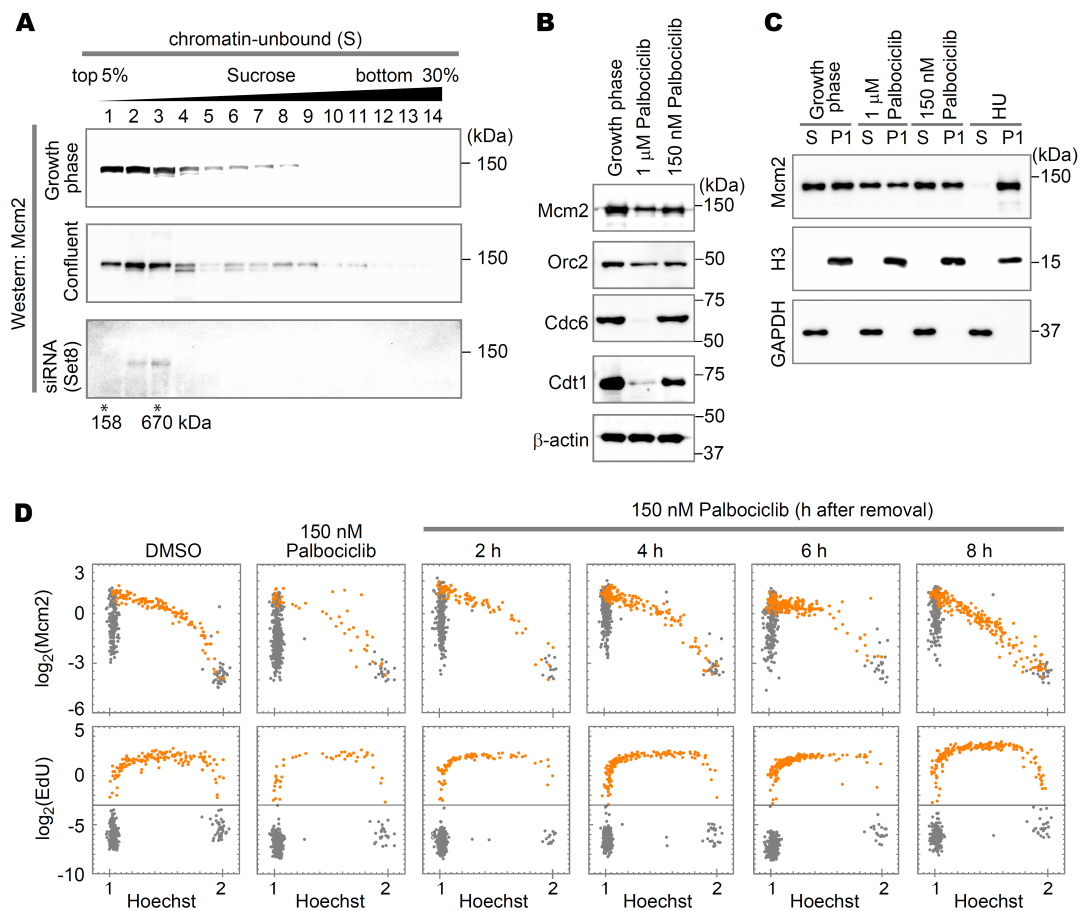 A
chromatin-unbound (S)
top 5% Sucrose bottom 30%
1 2 3 4 5 6 7 8 9 10 11 12 13 14
(kDa)
Western: Mcm2
Growth
phase
150
Confluent
150
siRNA
(Set8)
150
* *
158 670 kDa
B
Growth phase
1 μM Palbociclib
150 nM Palbociclib
(kDa)
Mcm2
150
Orc2
50
75
Cdc6
50
75
Cdt1
50
β-actin
37
C
Growth
phase
1 μM
Palbociclib
150 nM
Palbociclib
HU
S P1 S P1 S P1 S P1
(kDa)
Mcm2
150
H3
15
GAPDH
37
D
150 nM Palbociclib (h after removal)
DMSO
150 nM
Palbociclib
2 h 4 h 6 h 8 h
log2(Mcm2)
3
0
-3
-6
log2(EdU)
5
0
-5
-10
1 2 1 2 1 2 1 2 1 2 1 2
Hoechst Hoechst Hoechst Hoechst Hoechst Hoechst